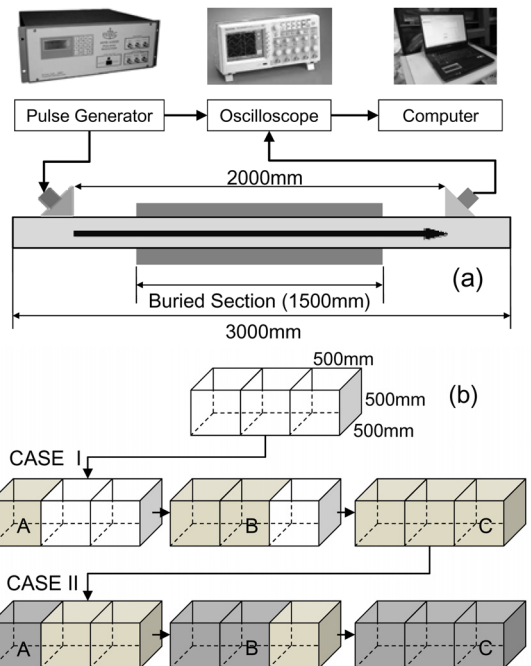 Pulse Generator
Oscilloscope
Computer
2000mm
(a)
Buried Section (1500mm)
3000mm
500mm
500mm
500mm
(b)
CASE I
A
B
C
CASE II
A
B
C